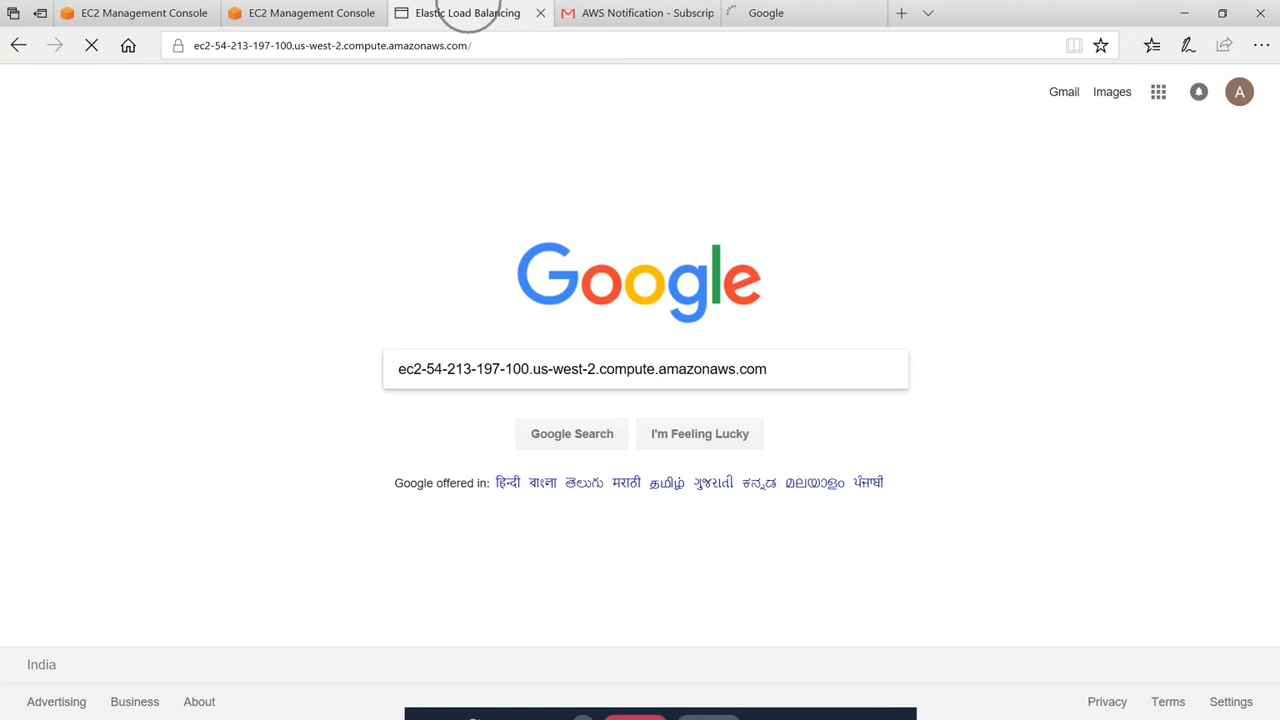 EC2 Management Console
EC2 Management Console
Elastic Load Balancing
AWS Notification - Subscrip
Google
ec2-54-213-197-100.us-west-2.compute.amazonaws.com/
Gmail
Images
A
Google
ec2-54-213-197-100.us-west-2.compute.amazonaws.com
Google Search
I'm Feeling Lucky
Google offered in: हिन्दी বাংলা తెలుగు मराठी தமிழ் ગુજરાતી ಕನ್ನಡ മലയാളം ਪੰਜਾਬੀ
India
Advertising
Business
About
Privacy
Terms
Settings